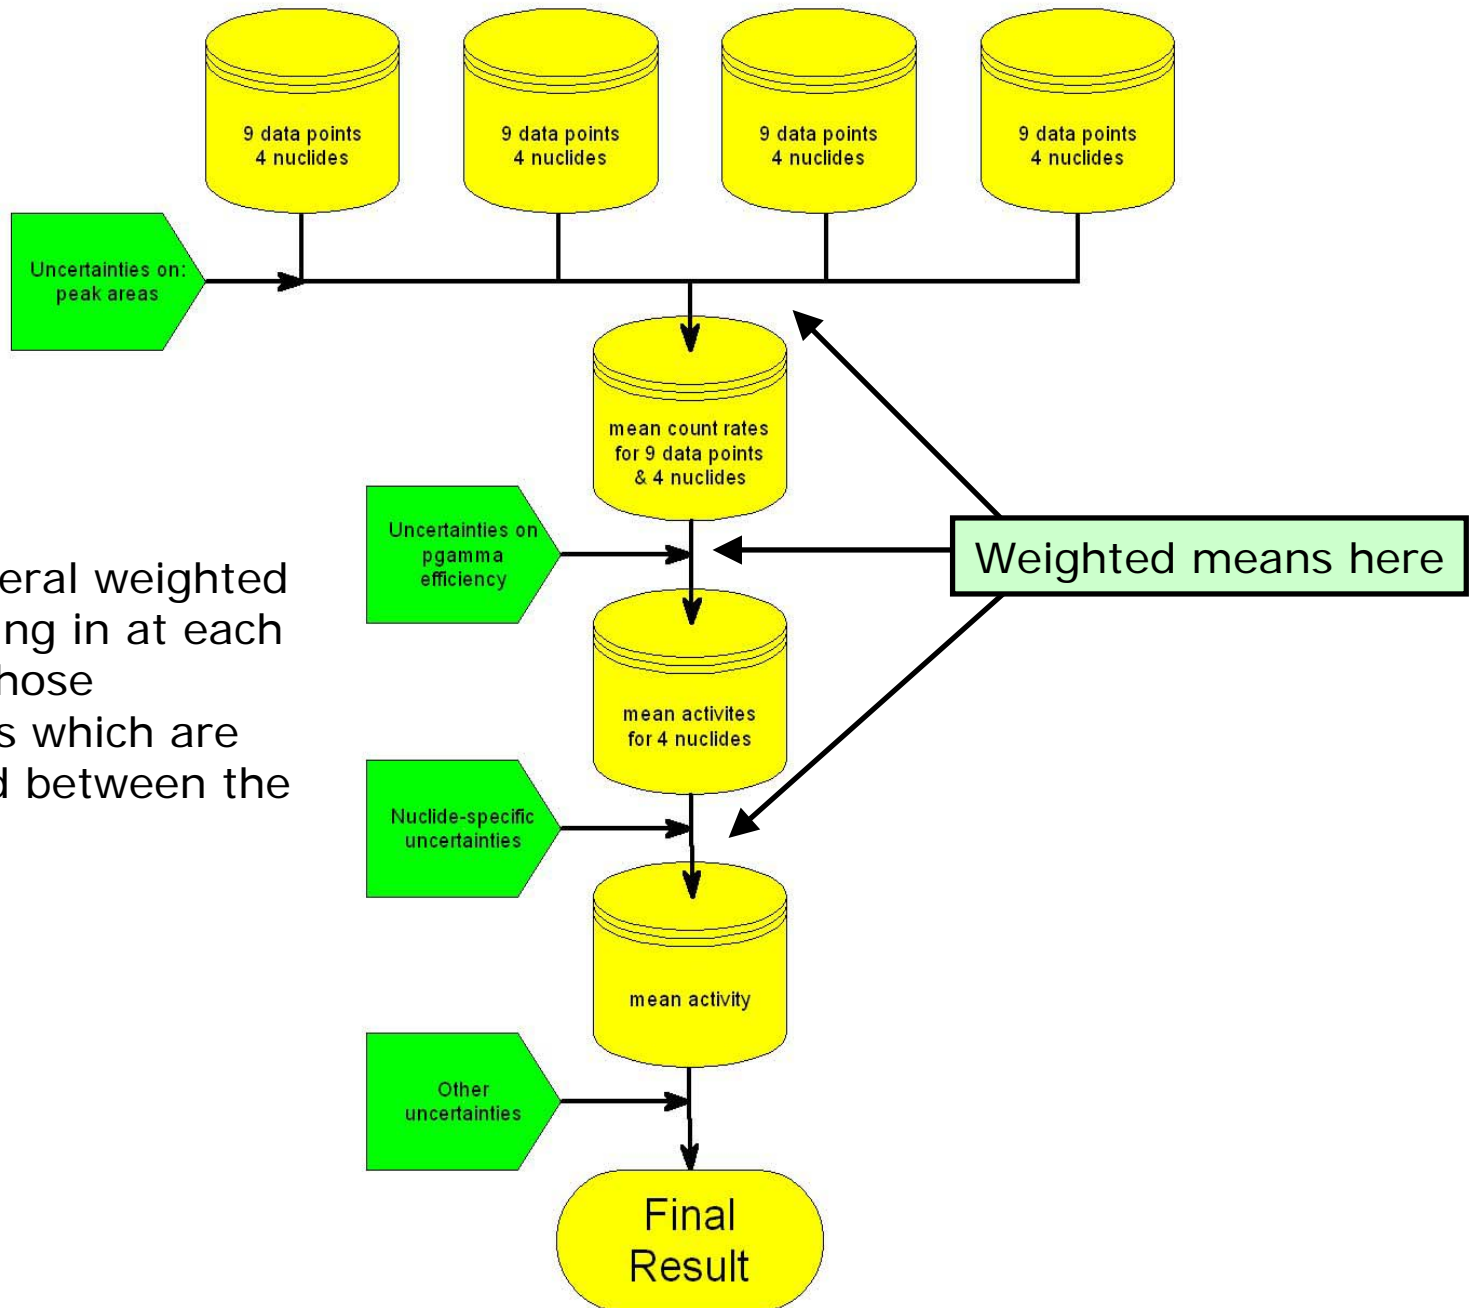 9 data points
4 nuclides
9 data points
4 nuclides
9 data points
4 nuclides
9 data points
4 nuclides
Uncertainties on:
peak areas
mean count rates
for 9 data points
& 4 nuclides
Uncertainties on
pgamma
efficiency
Weighted means here
eral weighted
ing in at each
hose
s which are
d between the
mean activites
for 4 nuclides
Nuclide-specific
uncertainties
mean activity
Other
uncertainties
Final
Result